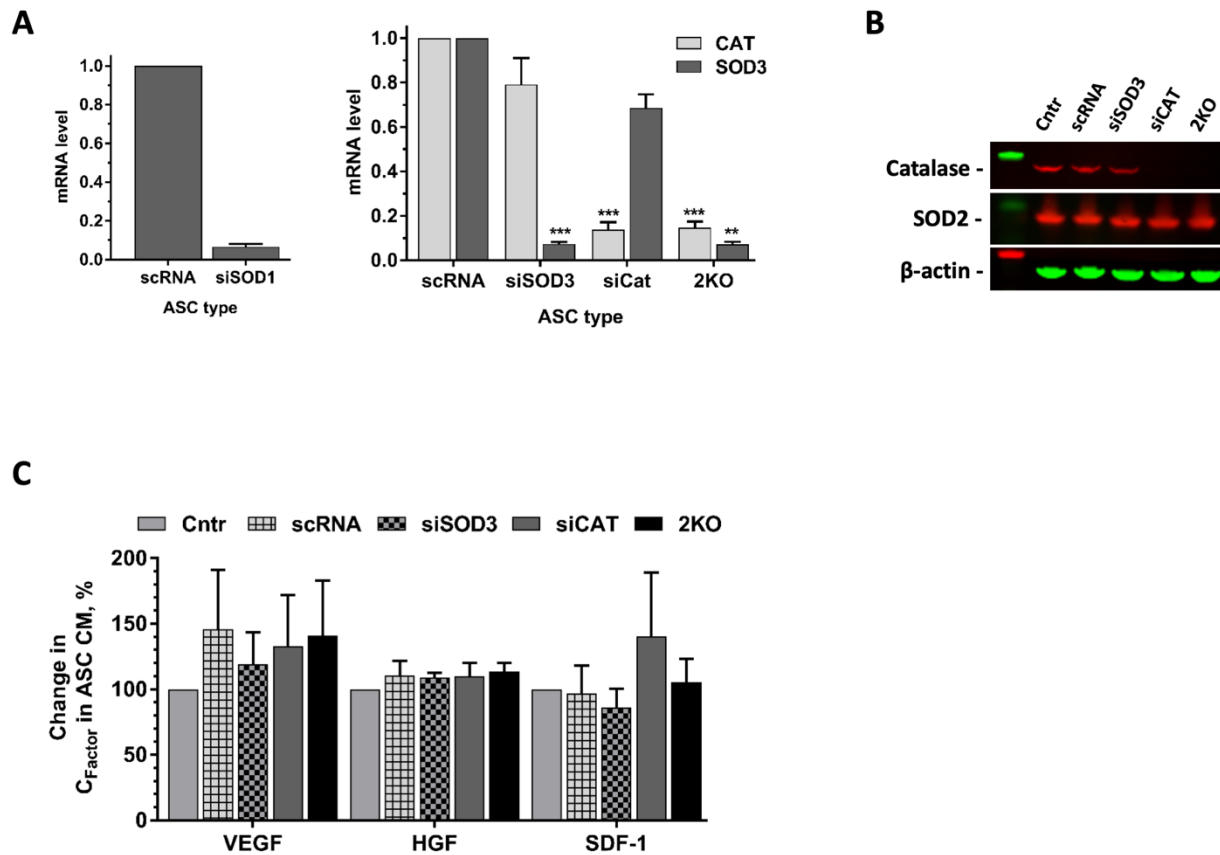 A
mRNA level
1.0
0.8
0.6
0.4
0.2
0.0
scRNA siSOD1
ASC type
mRNA level
1.0
0.8
0.6
0.4
0.2
0.0
CAT
SOD3
*** *** *** **
scRNA siSOD3 siCat 2KO
ASC type
B
Cntr scRNA siSOD3 siCAT 2KO
Catalase -
SOD2 -
β-actin -
C
Cntr scRNA siSOD3 siCAT 2KO
Change in
C_Factor in ASC CM, %
200
150
100
50
0
VEGF HGF SDF-1